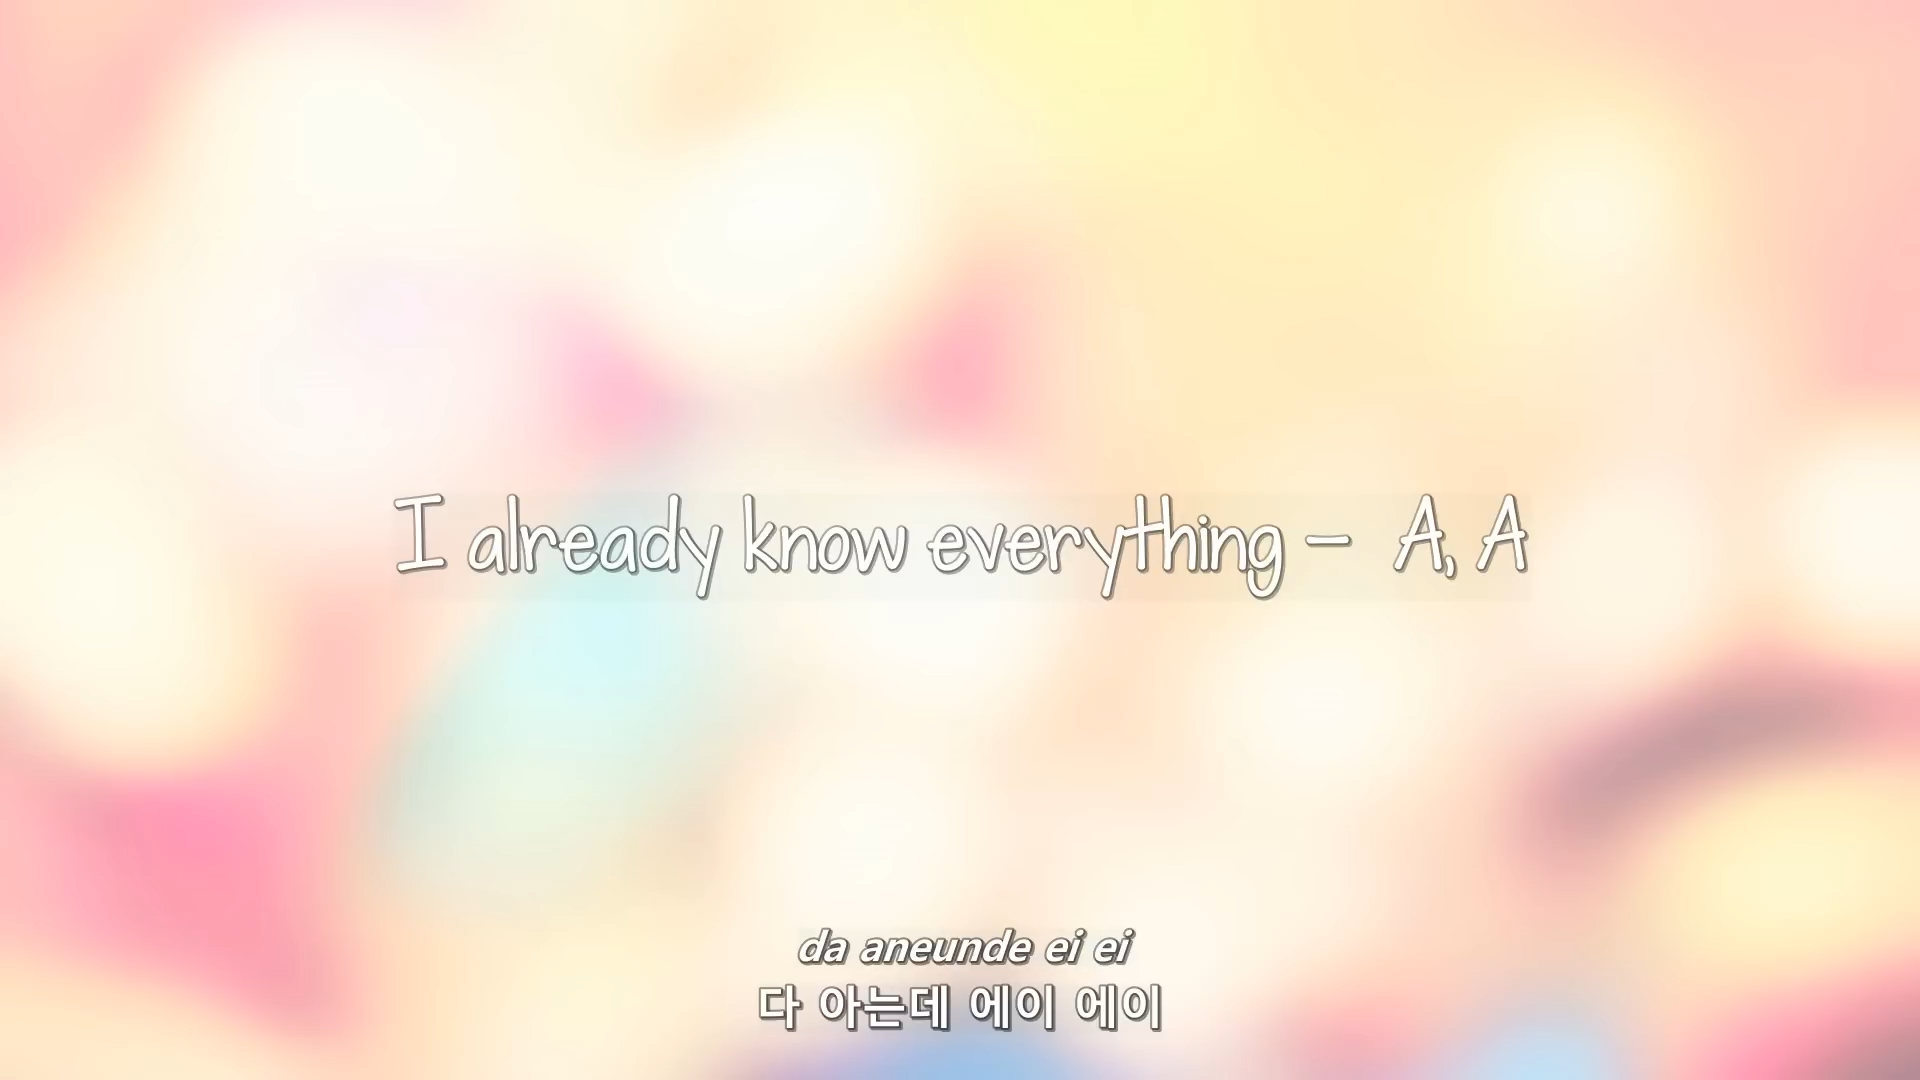 I already know everything - A, A
da aneunde ei ei
다 아는데 에이 에이